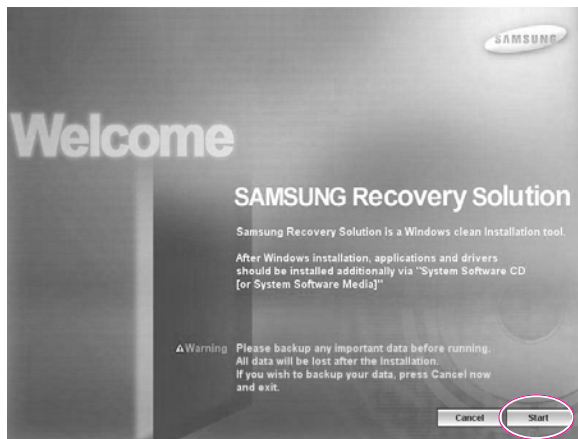 SAMSUNG
Welcome
SAMSUNG Recovery Solution
Samsung Recovery Solution is a Windows clean Installation tool.
After Windows installation, applications and drivers
should be installed additionally via "System Software CD
[or System Software Media]"
Warning Please backup any important data before running.
All data will be lost after the installation.
If you wish to backup your data, press Cancel now
and exit.
Cancel Start